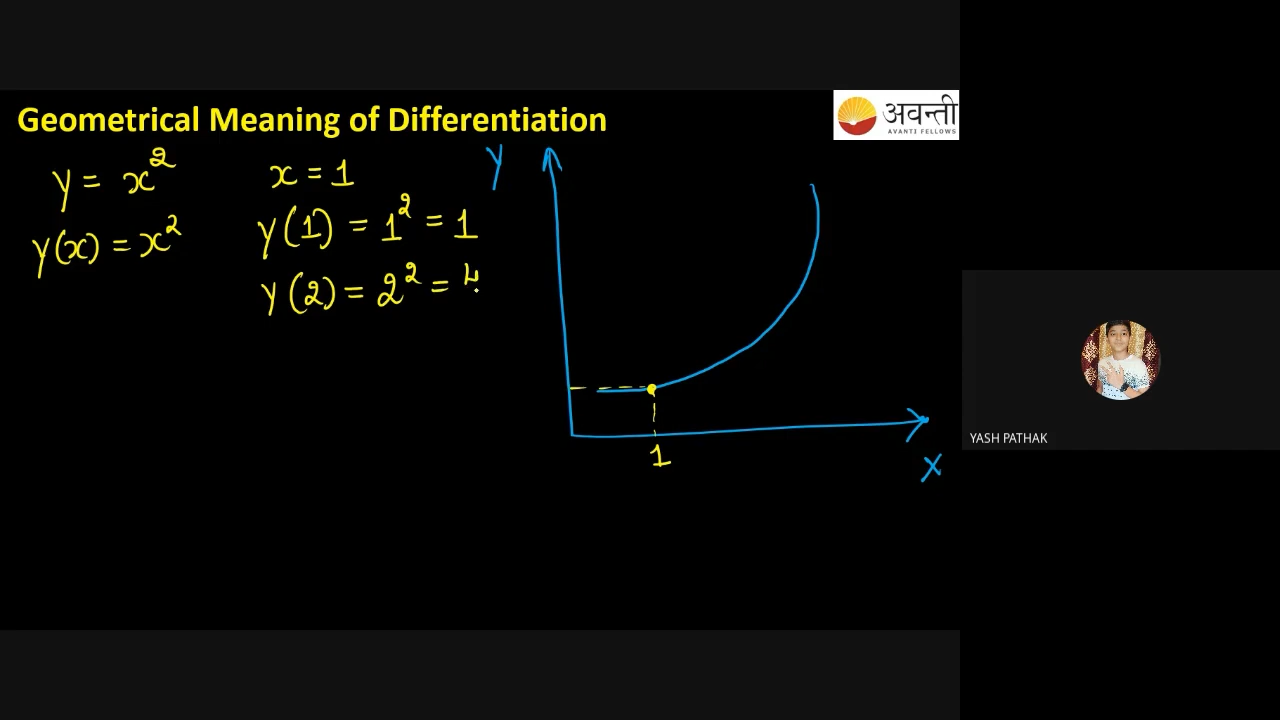 Geometrical Meaning of Differentiation
अवन्ती
AVANTI FELLOWS
y = x²
x = 1
Y
y(x) = x²
y(1) = 1² = 1
y(2) = 2² = 4
1
X
YASH PATHAK